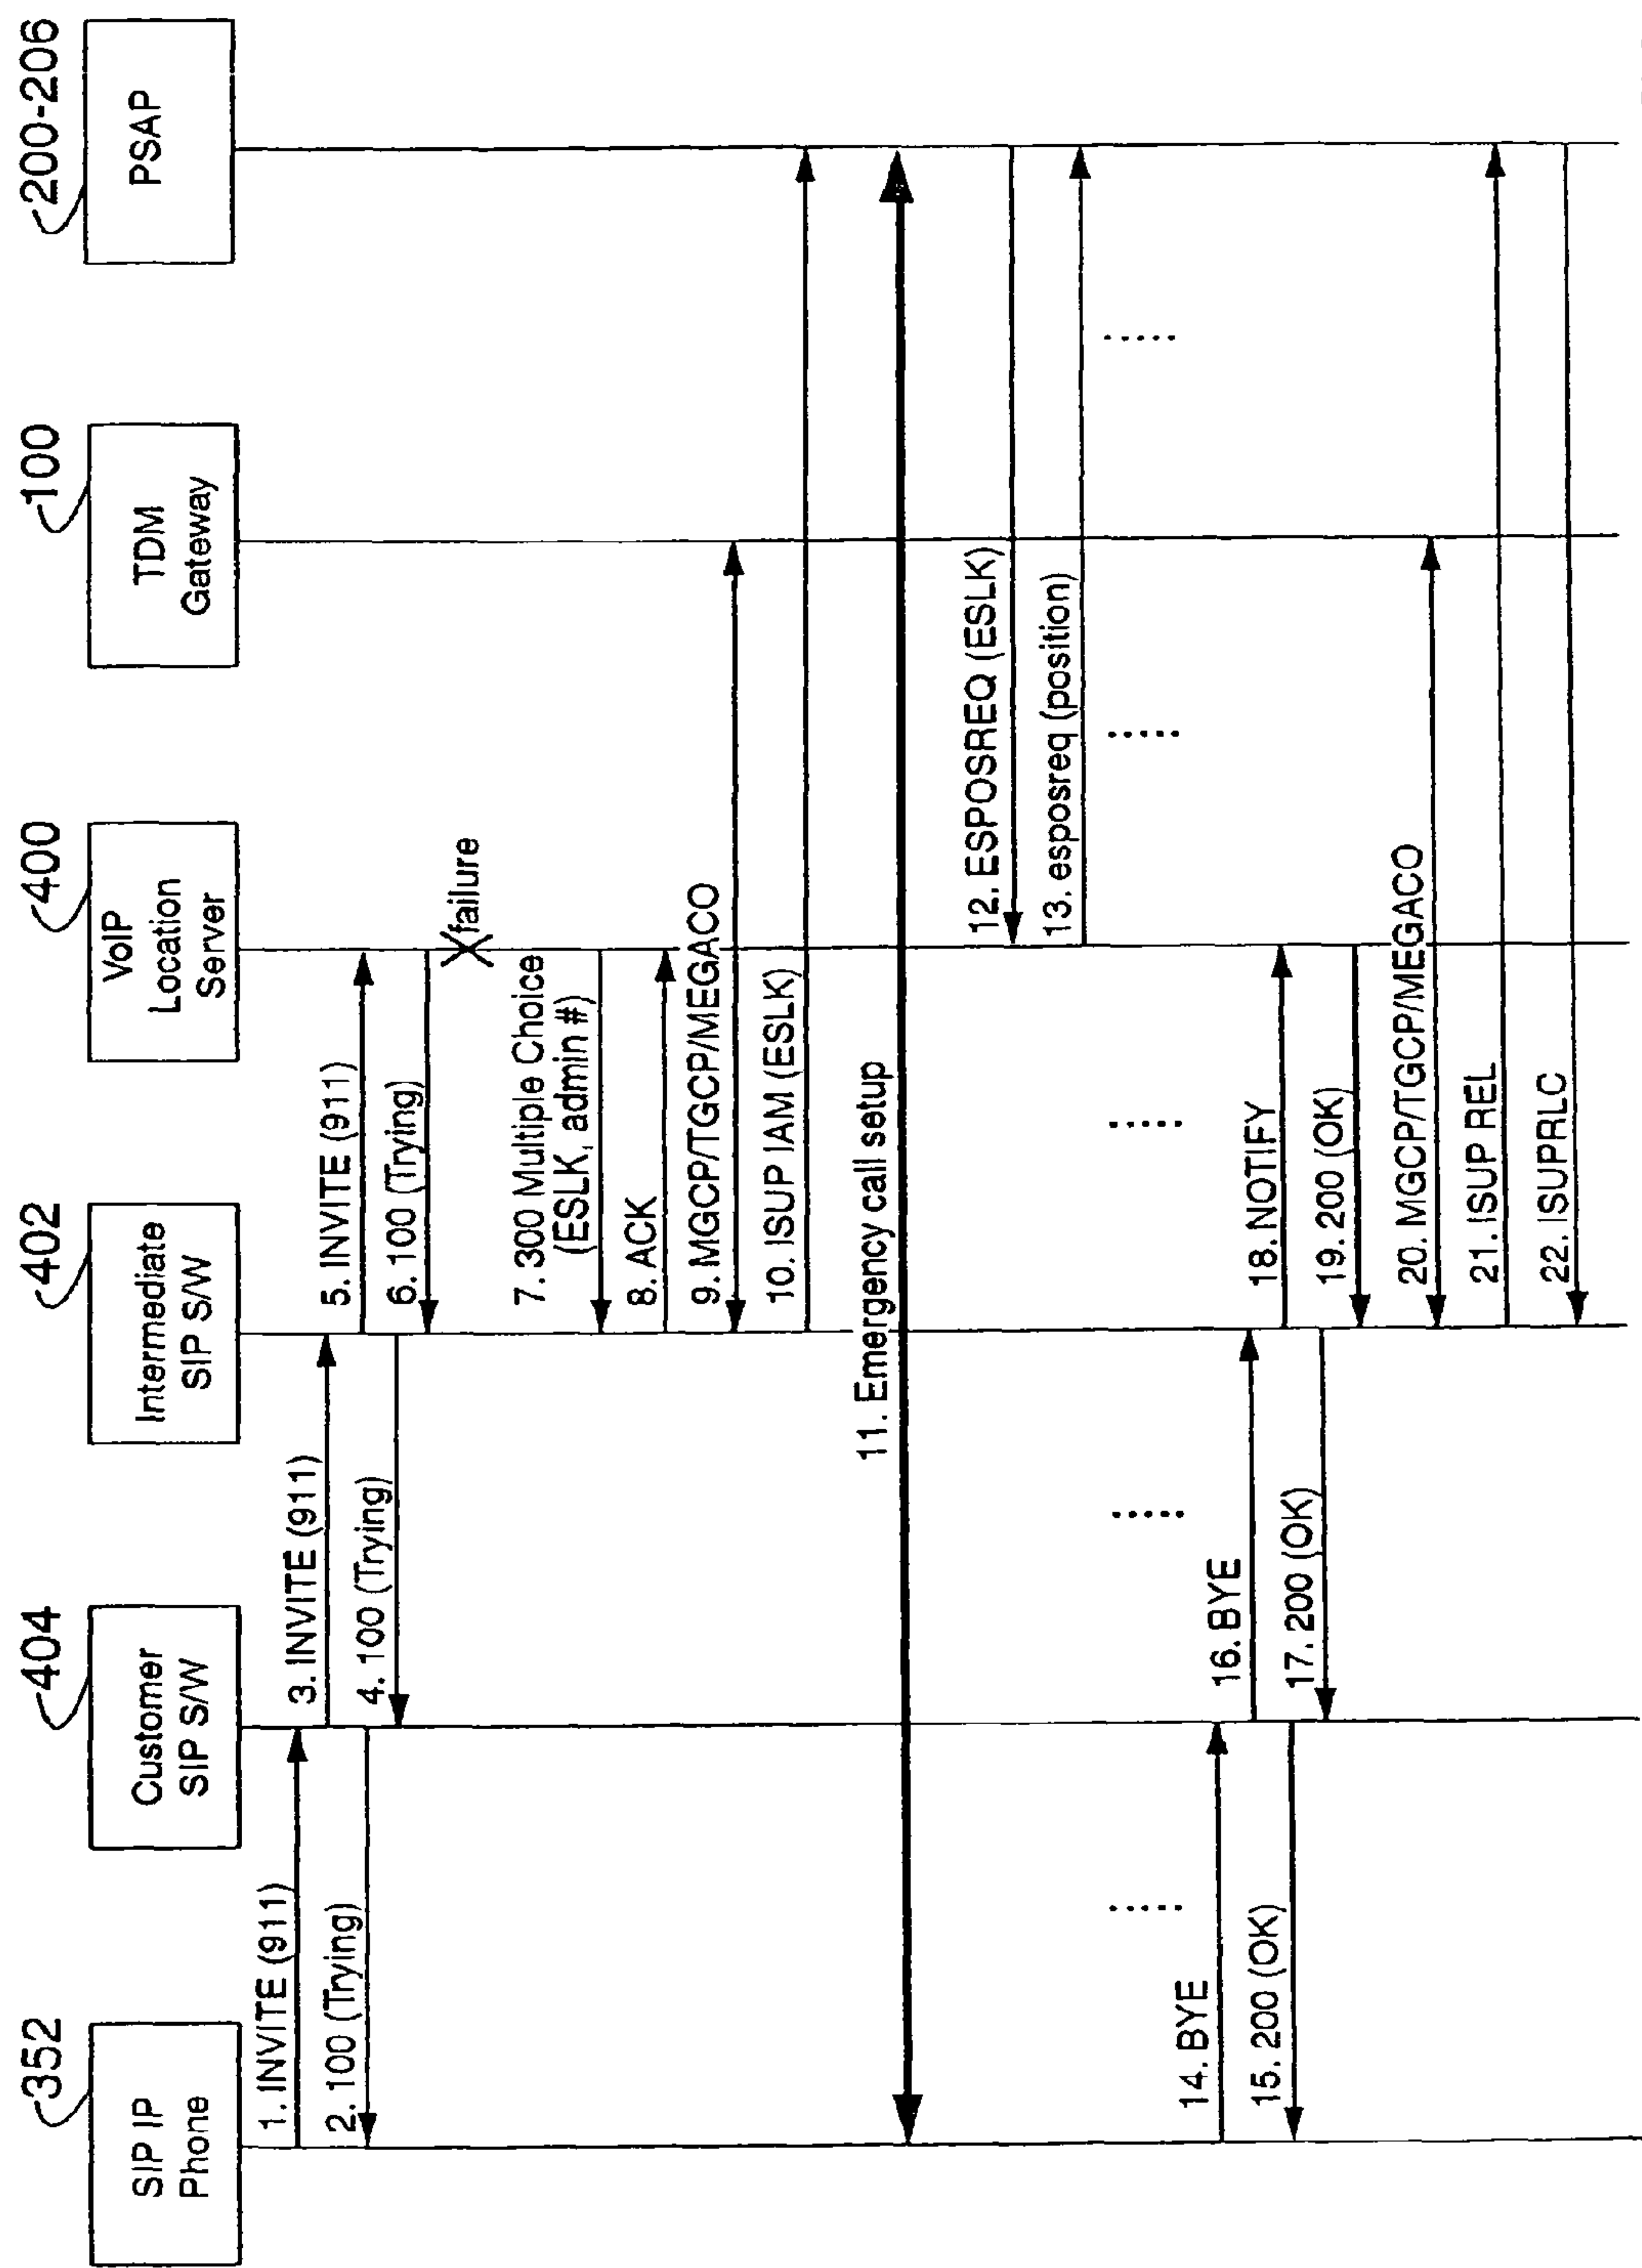 352
SIP IP
Phone
404
Customer
SIP S/W
402
Intermediate
SIP S/W
400
VoIP
Location
Server
100
TDM
Gateway
200-206
PSAP
1. INVITE (911)
2. 100 (Trying)
3. INVITE (911)
4. 100 (Trying)
5. INVITE (911)
6. 100 (Trying)
failure
7. 300 Multiple Choice
(ESLK, admin #)
8. ACK
9. MGCP/TGCP/MEGACO
10. ISUP IAM (ESLK)
11. Emergency call setup
12. ESPOSREQ (ESLK)
13. esposreq (position)
14. BYE
15. 200 (OK)
16. BYE
17. 200 (OK)
18. NOTIFY
19. 200 (OK)
20. MGCP/TGCP/MEGACO
21. ISUP REL
22. ISUPRLC